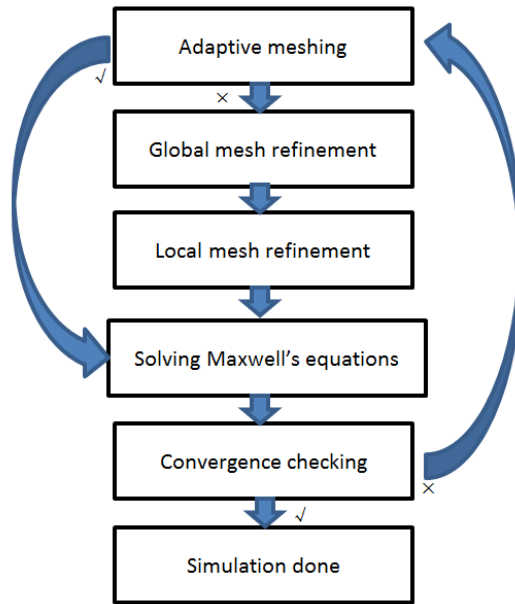 Adaptive meshing
√
×
Global mesh refinement
Local mesh refinement
Solving Maxwell’s equations
Convergence checking
×
√
Simulation done